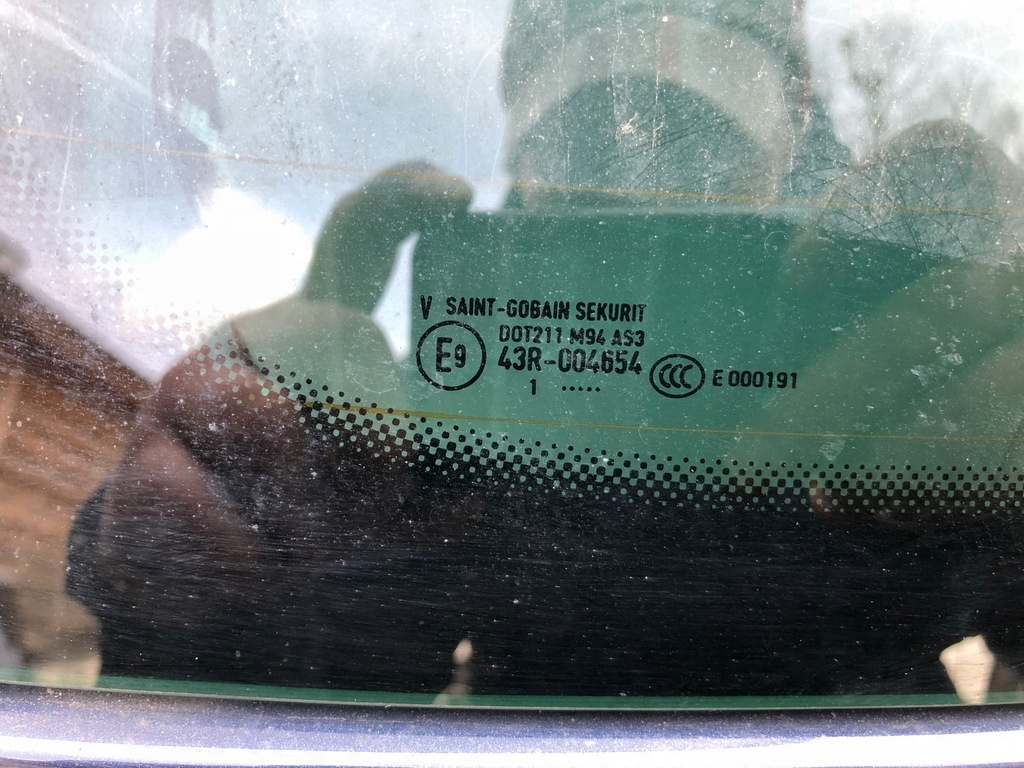 V SAINT-GOBAIN SEKURIT
DOT211 M94 AS3
E9 43R-004654
CCC E 000191
1 .....